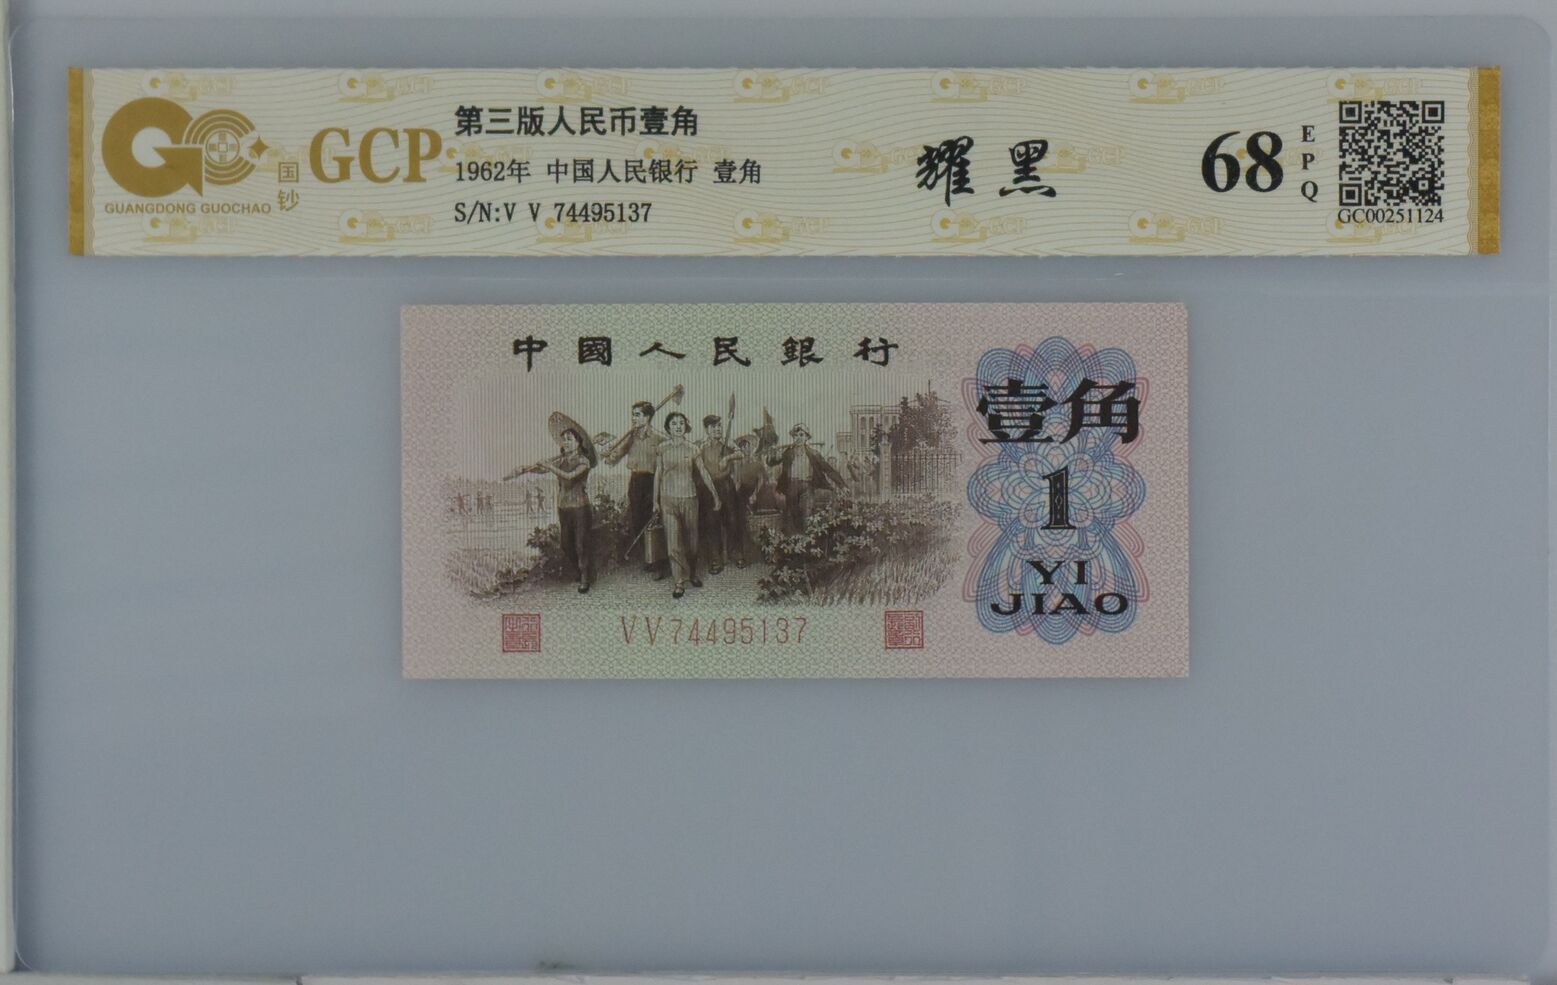 GCP
国钞
GUANGDONG GUOCHAO
第三版人民币壹角
1962年 中国人民银行 壹角
S/N:V V 74495137
耀黑
68
EPQ
GC00251124
中國人民銀行
壹角
1
YI
JIAO
VV74495137